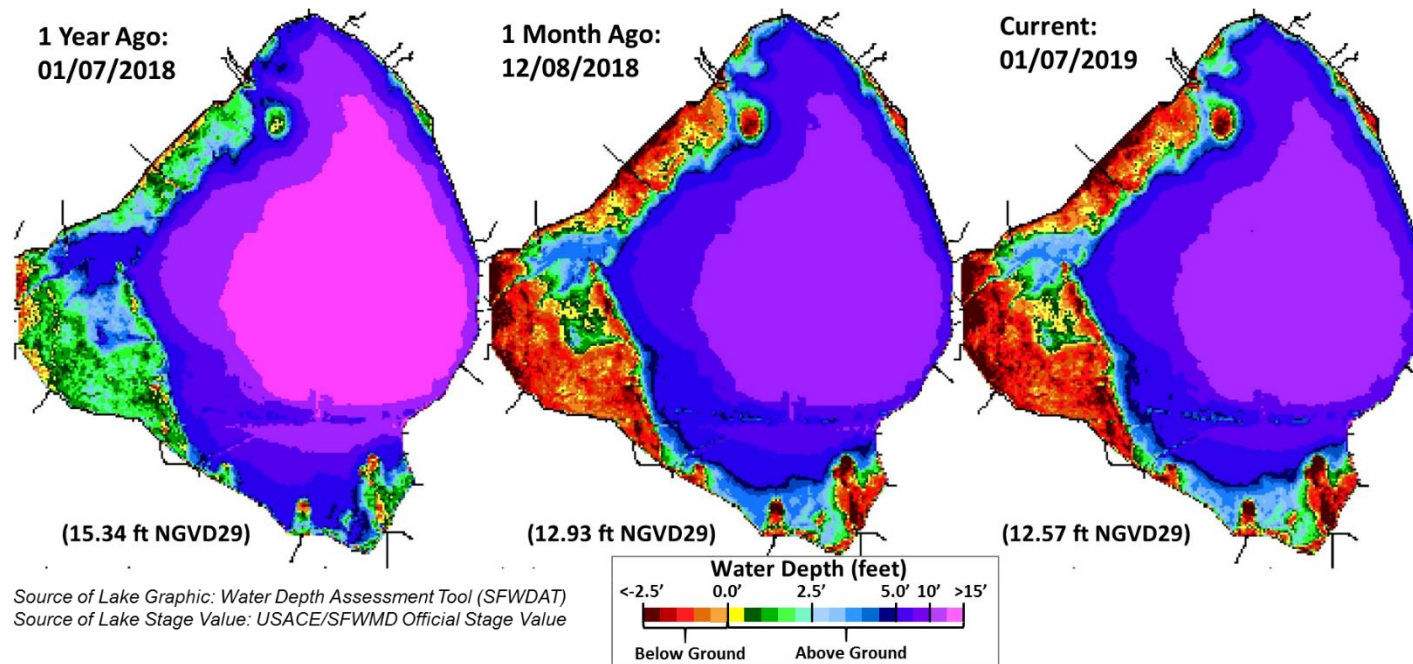 1 Year Ago:
01/07/2018
1 Month Ago:
12/08/2018
Current:
01/07/2019
(15.34 ft NGVD29)
(12.93 ft NGVD29)
(12.57 ft NGVD29)
Source of Lake Graphic: Water Depth Assessment Tool (SFWDAT)
Source of Lake Stage Value: USACE/SFWMD Official Stage Value
Water Depth (feet)
<-2.5' 0.0' 2.5' 5.0' 10' >15'
Below Ground Above Ground